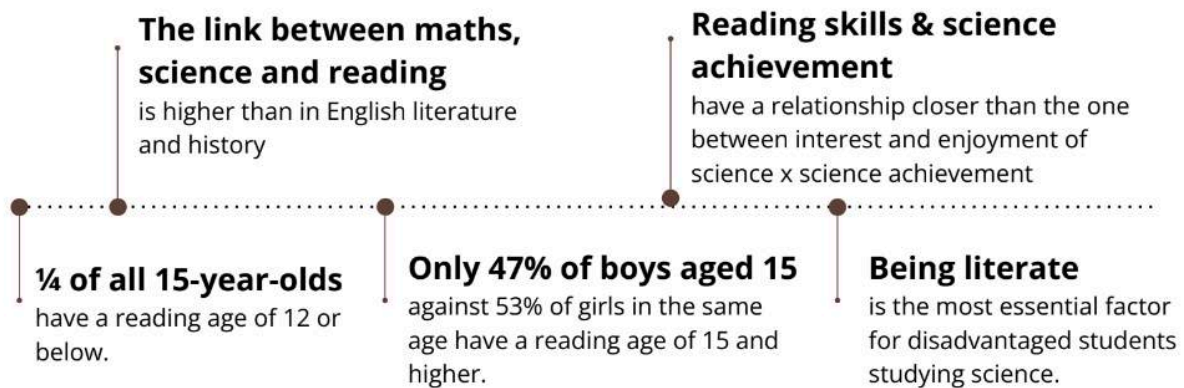 The link between maths,
science and reading
is higher than in English literature
and history
Reading skills & science
achievement
have a relationship closer than the one
between interest and enjoyment of
science x science achievement
¼ of all 15-year-olds
have a reading age of 12 or
below.
Only 47% of boys aged 15
against 53% of girls in the same
age have a reading age of 15 and
higher.
Being literate
is the most essential factor
for disadvantaged students
studying science.